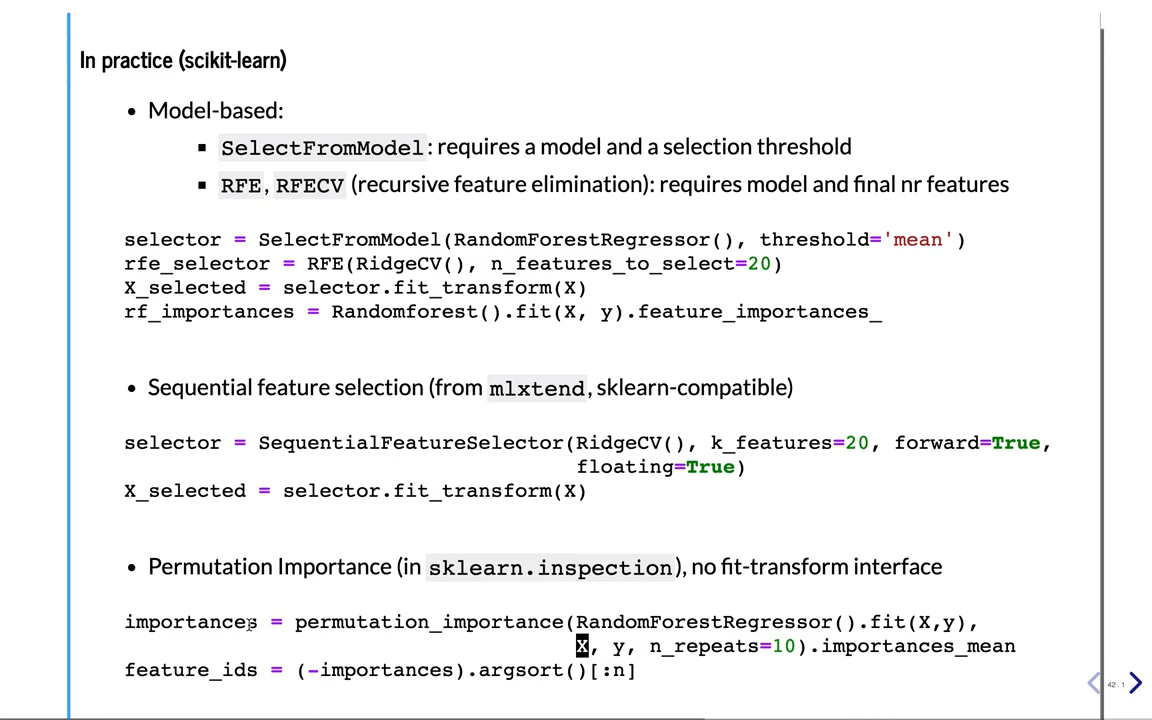 In practice (scikit-learn)
• Model-based:
▪ SelectFromModel: requires a model and a selection threshold
▪ RFE, RFECV (recursive feature elimination): requires model and final nr features
selector = SelectFromModel(RandomForestRegressor(), threshold='mean')
rfe_selector = RFE(RidgeCV(), n_features_to_select=20)
X_selected = selector.fit_transform(X)
rf_importances = Randomforest().fit(X, y).feature_importances_
• Sequential feature selection (from mlxtend, sklearn-compatible)
selector = SequentialFeatureSelector(RidgeCV(), k_features=20, forward=True,
floating=True)
X_selected = selector.fit_transform(X)
• Permutation Importance (in sklearn.inspection), no fit-transform interface
importances = permutation_importance(RandomForestRegressor().fit(X,y),
X, y, n_repeats=10).importances_mean
feature_ids = (-importances).argsort()[:n]
42.1